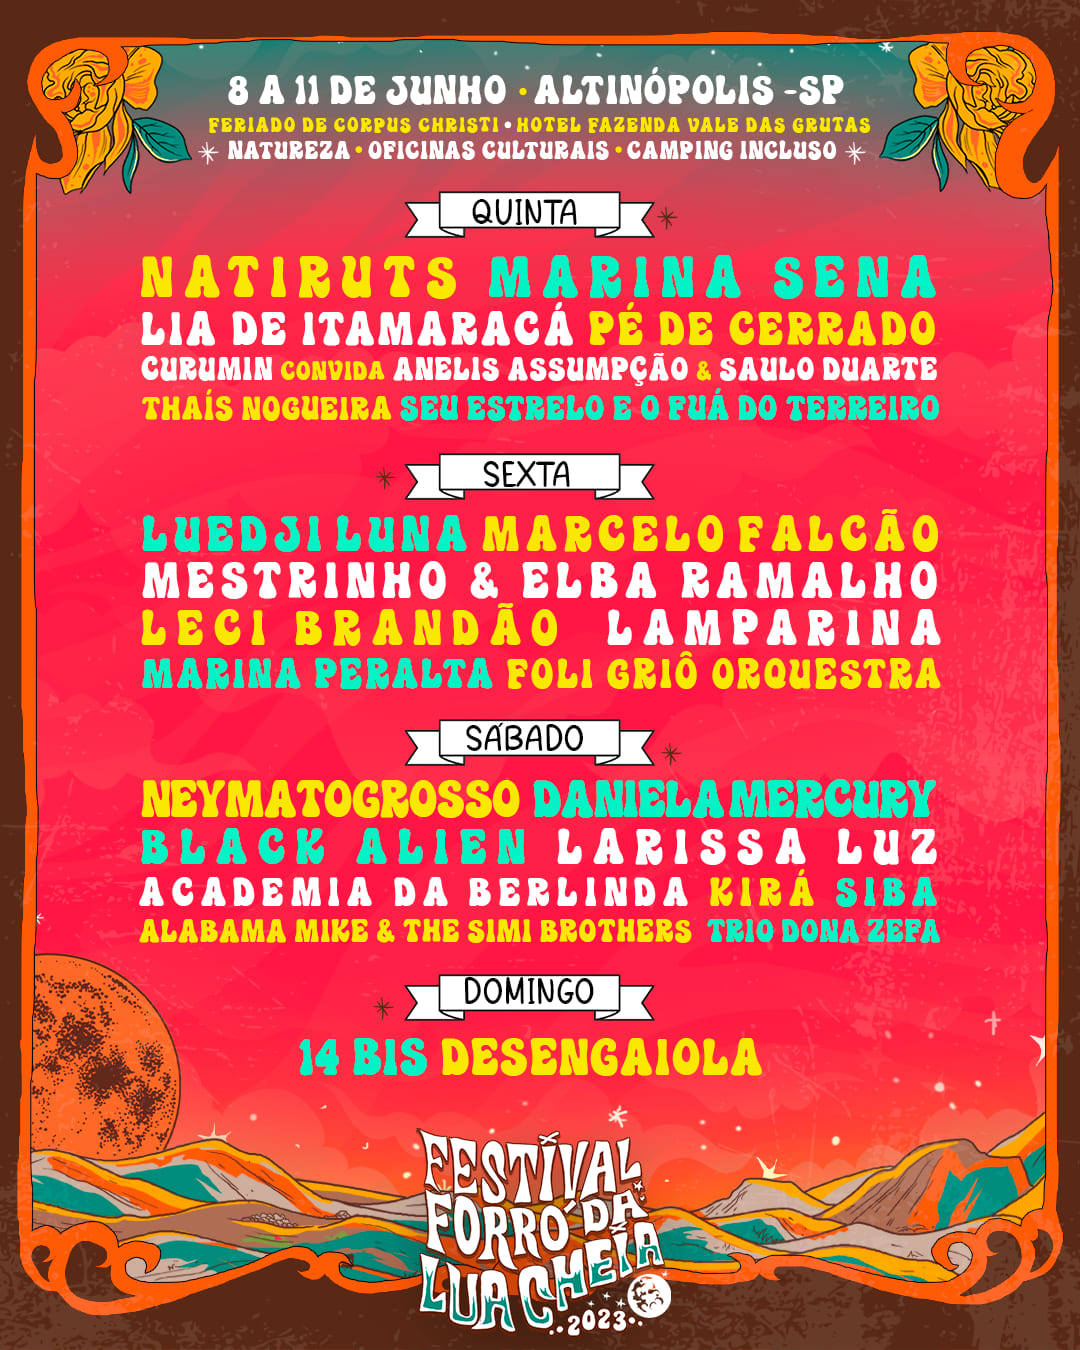 8 A 11 DE JUNHO • ALTINÓPOLIS -SP
FERIADO DE CORPUS CHRISTI • HOTEL FAZENDA VALE DAS GRUTAS
NATUREZA • OFICINAS CULTURAIS • CAMPING INCLUSO
QUINTA
NATIRUTS MARINA SENA
LIA DE ITAMARACÁ PÉ DE CERRADO
CURUMIN CONVIDA ANELIS ASSUMPÇÃO & SAULO DUARTE
THAÍS NOGUEIRA SEU ESTRELO E O FUÁ DO TERREIRO
SEXTA
LUEDJI LUNA MARCELO FALCÃO
MESTRINHO & ELBA RAMALHO
LECI BRANDÃO LAMPARINA
MARINA PERALTA FOLI GRIÔ ORQUESTRA
SÁBADO
NEYMATOGROSSO DANIELA MERCURY
BLACK ALIEN LARISSA LUZ
ACADEMIA DA BERLINDA KIRÁ SIBA
ALABAMA MIKE & THE SIMI BROTHERS TRIO DONA ZEFA
DOMINGO
14 BIS DESENGAIOLA
FESTIVAL
FORRÓ DA
LUA CHEIA
2023